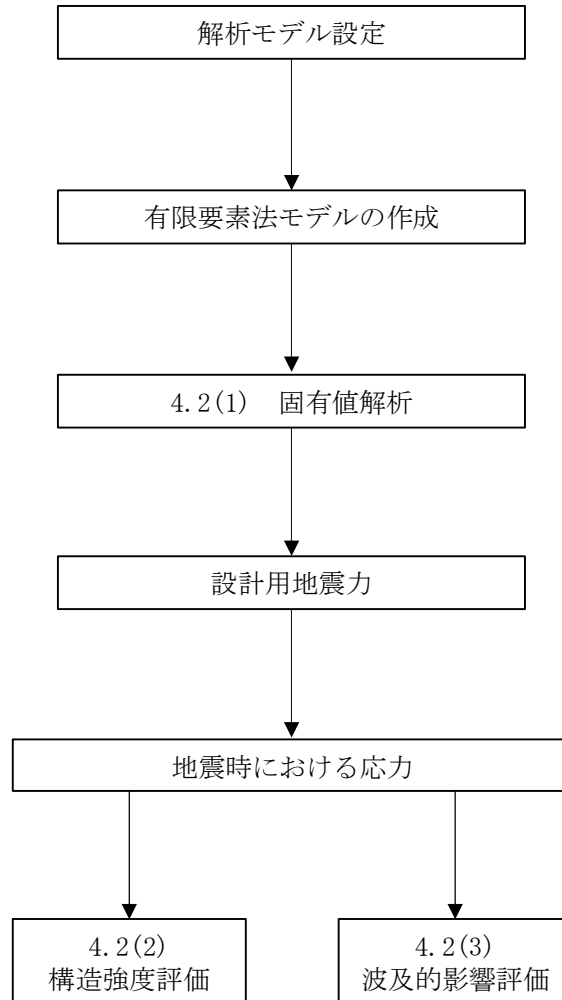 解析モデル設定
有限要素法モデルの作成
4.2(1)　固有値解析
設計用地震力
地震時における応力
4.2(2)
構造強度評価
4.2(3)
波及的影響評価